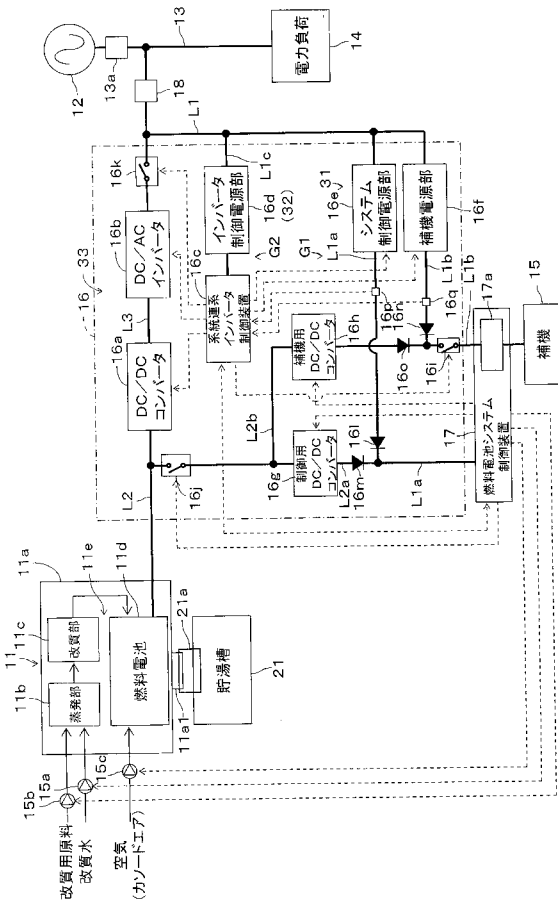 12
13a
18
13
電力負荷
14
L1
33
16
16k
16b
DC/AC
インバータ
L3
16a
DC/DC
コンバータ
L1c
インバータ
制御電源部
16d
(32)
16c
系統連系
インバータ
制御装置
G2
G1
31
システム
制御電源部
16e
L1a
補機電源部
16f
L1b
16p
16n
16q
L1b
補機用
DC/DC
コンバータ
16h
16o
16i
17a
15
補機
L2
L2b
16j
制御用
DC/DC
コンバータ
16g
L2a
16m
16l
L1a
17
燃料電池システム
制御装置
11
11a
11b
蒸発部
11c
改質部
11e
11d
燃料電池
11a1
21a
貯湯槽
21
15b
15a
15c
改質用原料
改質水
空気
(カソードエア)